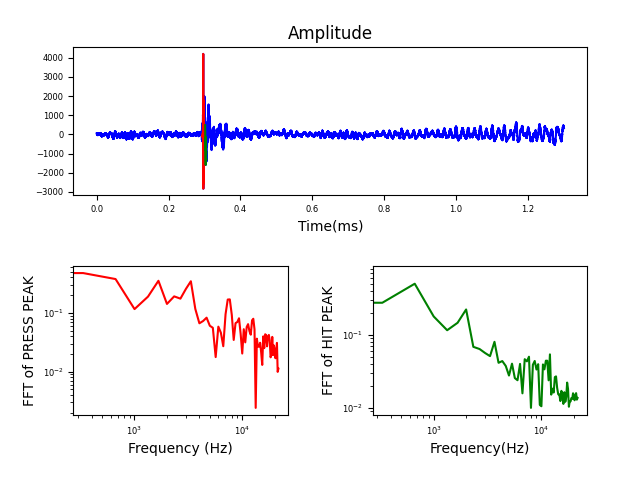 Amplitude
4000
3000
2000
1000
0
−1000
−2000
−3000
0.0 0.2 0.4 0.6 0.8 1.0 1.2
Time(ms)
FFT of PRESS PEAK
10⁻¹
10⁻²
10³ 10⁴
Frequency (Hz)
FFT of HIT PEAK
10⁻¹
10⁻²
10³ 10⁴
Frequency(Hz)